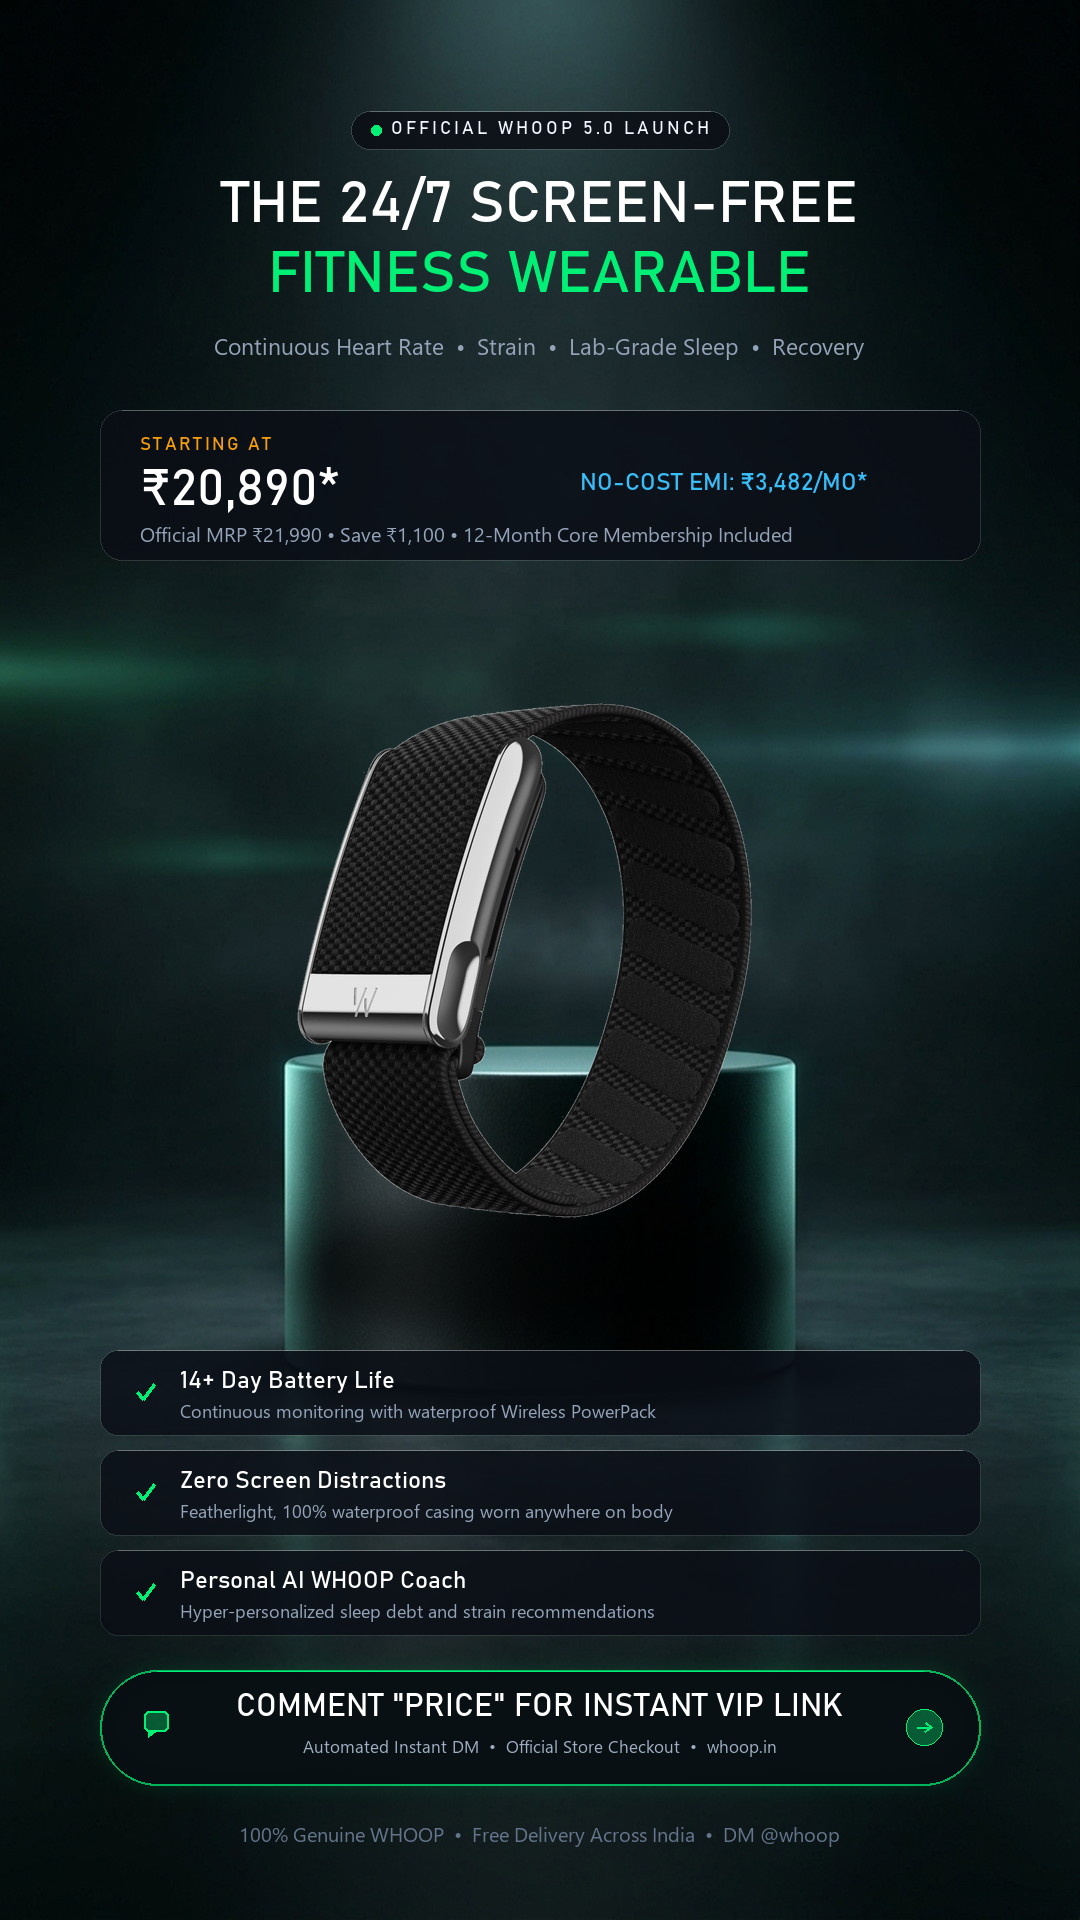 OFFICIAL WHOOP 5.0 LAUNCH
THE 24/7 SCREEN-FREE
FITNESS WEARABLE
Continuous Heart Rate • Strain • Lab-Grade Sleep • Recovery
STARTING AT
₹20,890*
NO-COST EMI: ₹3,482/MO*
Official MRP ₹21,990 • Save ₹1,100 • 12-Month Core Membership Included
W
14+ Day Battery Life
Continuous monitoring with waterproof Wireless PowerPack
Zero Screen Distractions
Featherlight, 100% waterproof casing worn anywhere on body
Personal AI WHOOP Coach
Hyper-personalized sleep debt and strain recommendations
COMMENT "PRICE" FOR INSTANT VIP LINK
Automated Instant DM • Official Store Checkout • whoop.in
100% Genuine WHOOP • Free Delivery Across India • DM @whoop